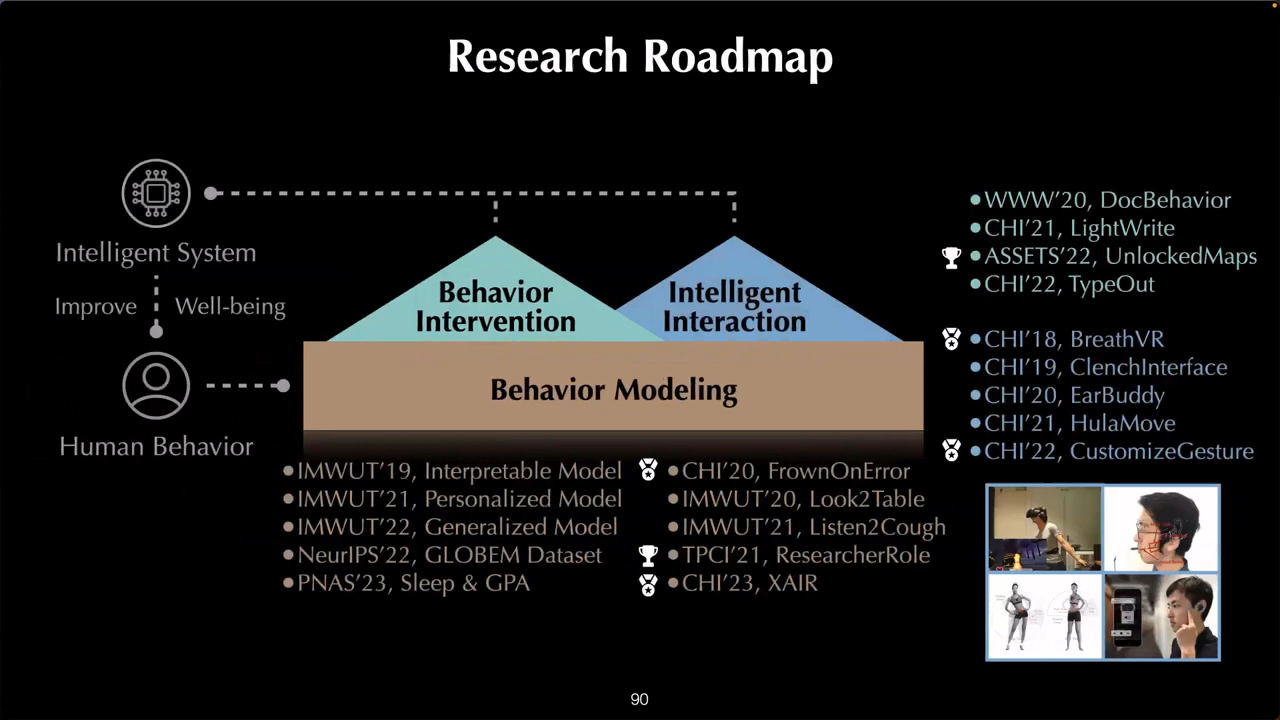 Research Roadmap
Intelligent System
Improve
Well-being
Human Behavior
Behavior
Intervention
Intelligent
Interaction
Behavior Modeling
•IMWUT'19, Interpretable Model
•IMWUT'21, Personalized Model
•IMWUT'22, Generalized Model
•NeurIPS'22, GLOBEM Dataset
•PNAS'23, Sleep & GPA
•CHI'20, FrownOnError
•IMWUT'20, Look2Table
•IMWUT'21, Listen2Cough
•TPCI'21, ResearcherRole
•CHI'23, XAIR
•WWW'20, DocBehavior
•CHI'21, LightWrite
•ASSETS'22, UnlockedMaps
•CHI'22, TypeOut
•CHI'18, BreathVR
•CHI'19, ClenchInterface
•CHI'20, EarBuddy
•CHI'21, HulaMove
•CHI'22, CustomizeGesture
90